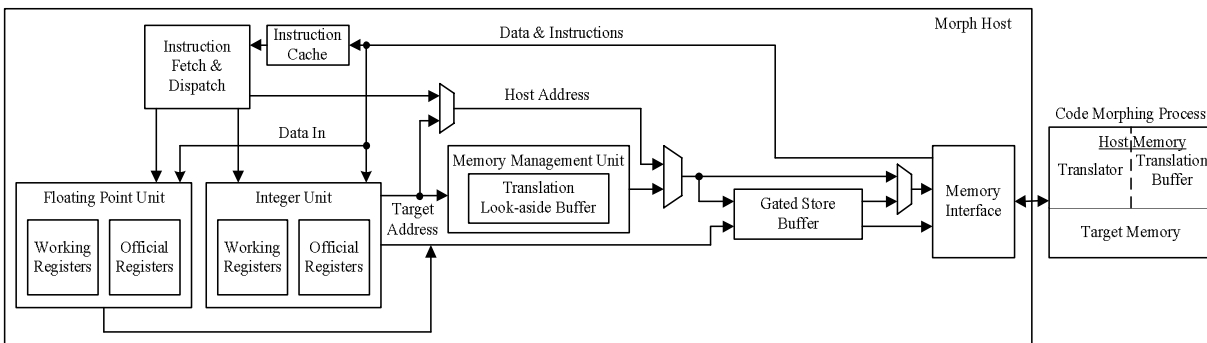 Morph Host
Instruction
Fetch &
Dispatch
Instruction
Cache
Data & Instructions
Host Address
Data In
Code Morphing Process
Host Memory
Translator
Translation
Buffer
Target Memory
Floating Point Unit
Working
Registers
Official
Registers
Integer Unit
Working
Registers
Official
Registers
Target
Address
Memory Management Unit
Translation
Look-aside Buffer
Gated Store
Buffer
Memory
Interface